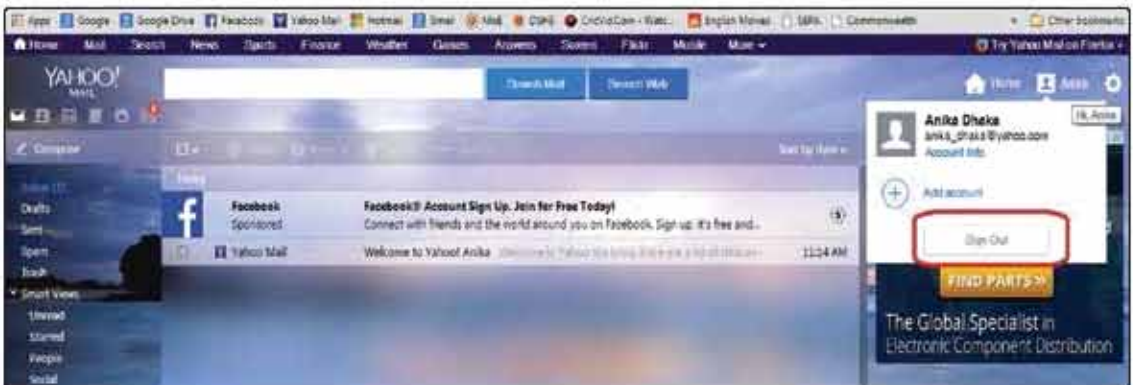 Apps Google Google Drive Facebook Yahoo Mail Hotmail Gmail Mail English Movies Commonwealth Other bookmarks
Home Mail Search News Sports Finance Weather Games Answers Screen Flickr Mobile More
Try Yahoo Mail on Firefox »
YAHOO!
MAIL
Search Mail Search Web
Home Anika
Hi, Anika
Anika Dhaka
anika_dhaka@yahoo.com
Account Info
Add account
Sign Out
Compose
Sort by date
Today
Drafts
Sent
Spam
Trash
Smart Views
Unread
Starred
People
Social
Facebook
Sponsored
Facebook® Account Sign Up. Join for Free Today!
Connect with friends and the world around you on Facebook. Sign up. It's free and...
Yahoo Mail Welcome to Yahoo! Anika 11:14 AM
FIND PARTS »
The Global Specialist in
Electronic Component Distribution